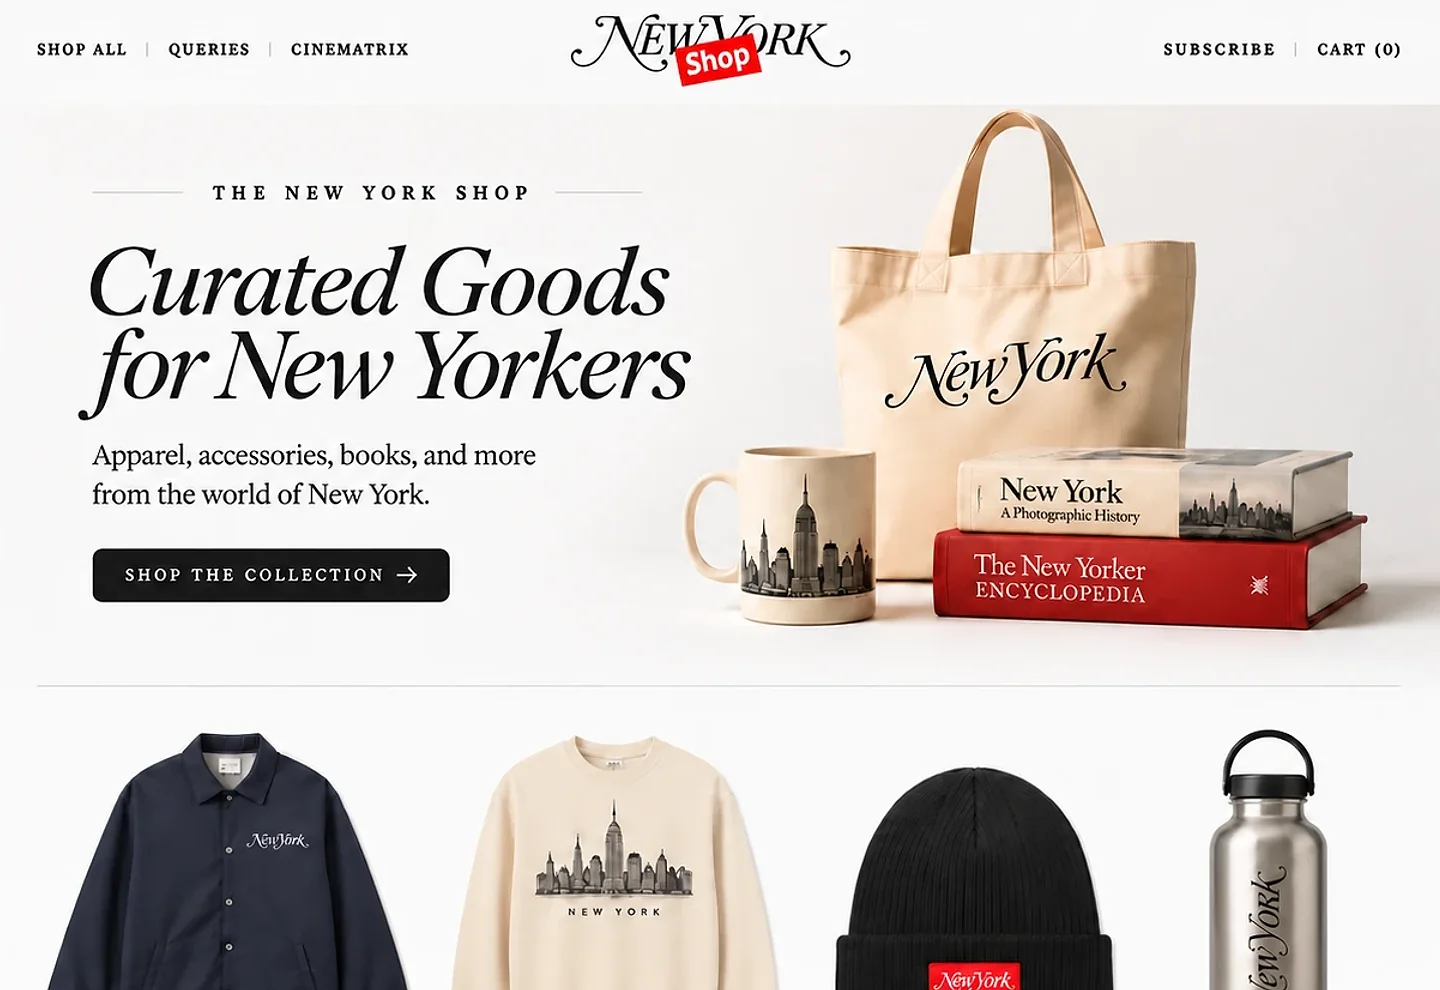 SHOP ALL
QUERIES
CINEMATRIX
NEW YORK
Shop
SUBSCRIBE
CART (0)
THE NEW YORK SHOP
Curated Goods
for New Yorkers
Apparel, accessories, books, and more
from the world of New York.
SHOP THE COLLECTION →
New York
New York
A Photographic History
The New Yorker
ENCYCLOPEDIA
New York
NEW YORK
New York
New York